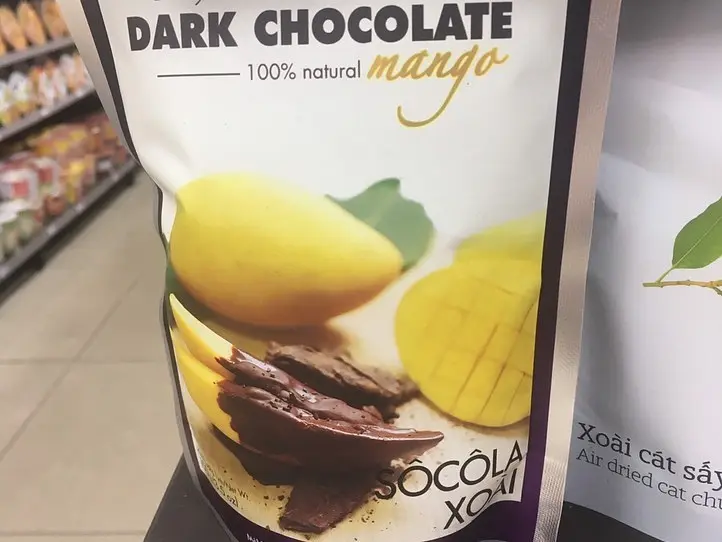 DARK CHOCOLATE
100% natural mango
SÔCÔLA
XOÀI
Xoài cát sấy
Air dried cat chu